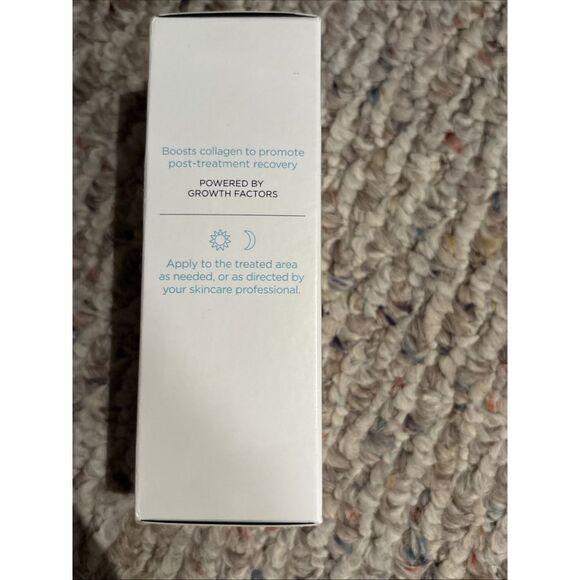 Boosts collagen to promote
post-treatment recovery
POWERED BY
GROWTH FACTORS
Apply to the treated area
as needed, or as directed by
your skincare professional.